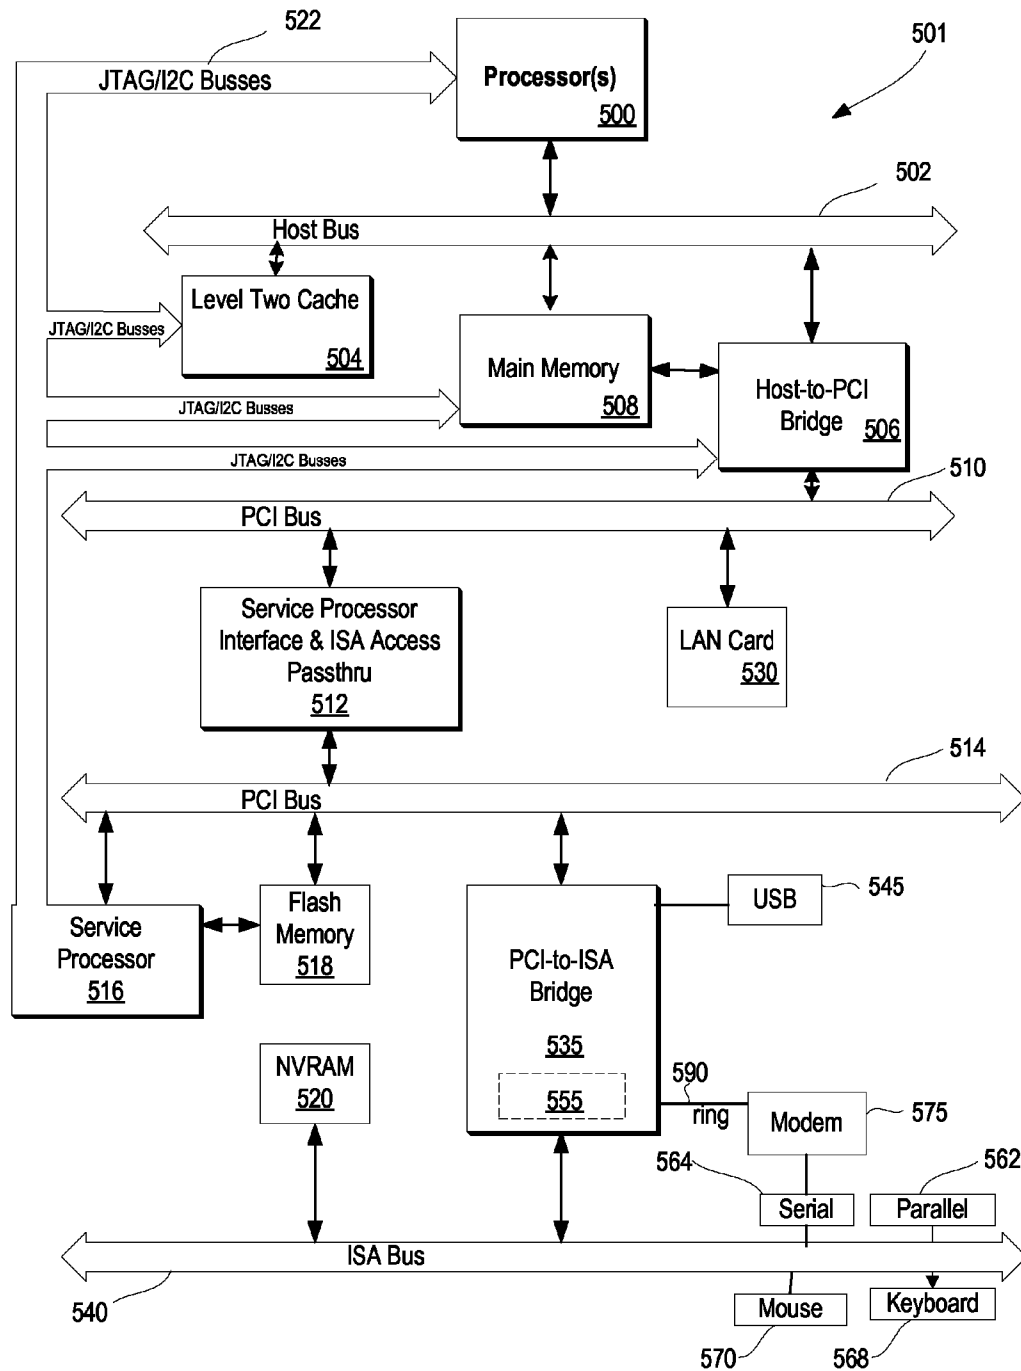 522
JTAG/I2C Busses
Processor(s)
500
501
502
Host Bus
Level Two Cache
504
JTAG/I2C Busses
Main Memory
508
Host-to-PCI
Bridge
506
JTAG/I2C Busses
JTAG/I2C Busses
510
PCI Bus
Service Processor
Interface & ISA Access
Passthru
512
LAN Card
530
514
PCI Bus
Service
Processor
516
Flash
Memory
518
USB
545
PCI-to-ISA
Bridge
535
555
NVRAM
520
590
ring
Modem
575
564
562
Serial
Parallel
ISA Bus
540
Mouse
Keyboard
570
568